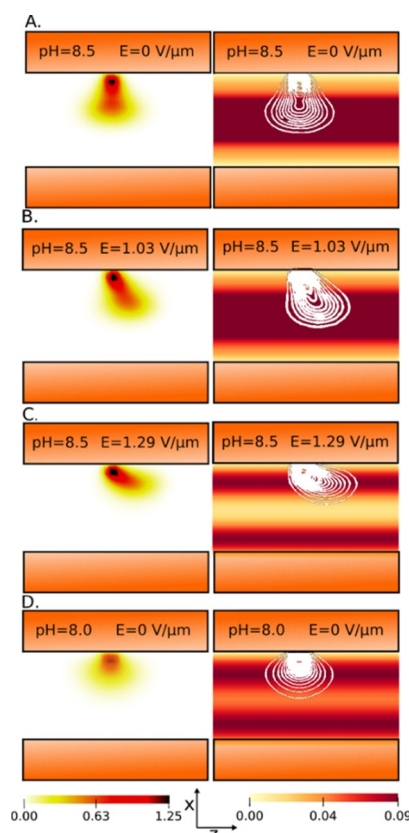 A.
pH=8.5 E=0 V/μm pH=8.5 E=0 V/μm
B.
pH=8.5 E=1.03 V/μm pH=8.5 E=1.03 V/μm
C.
pH=8.5 E=1.29 V/μm pH=8.5 E=1.29 V/μm
D.
pH=8.0 E=0 V/μm pH=8.0 E=0 V/μm
X
0.00 0.63 1.25 0.00 0.04 0.09